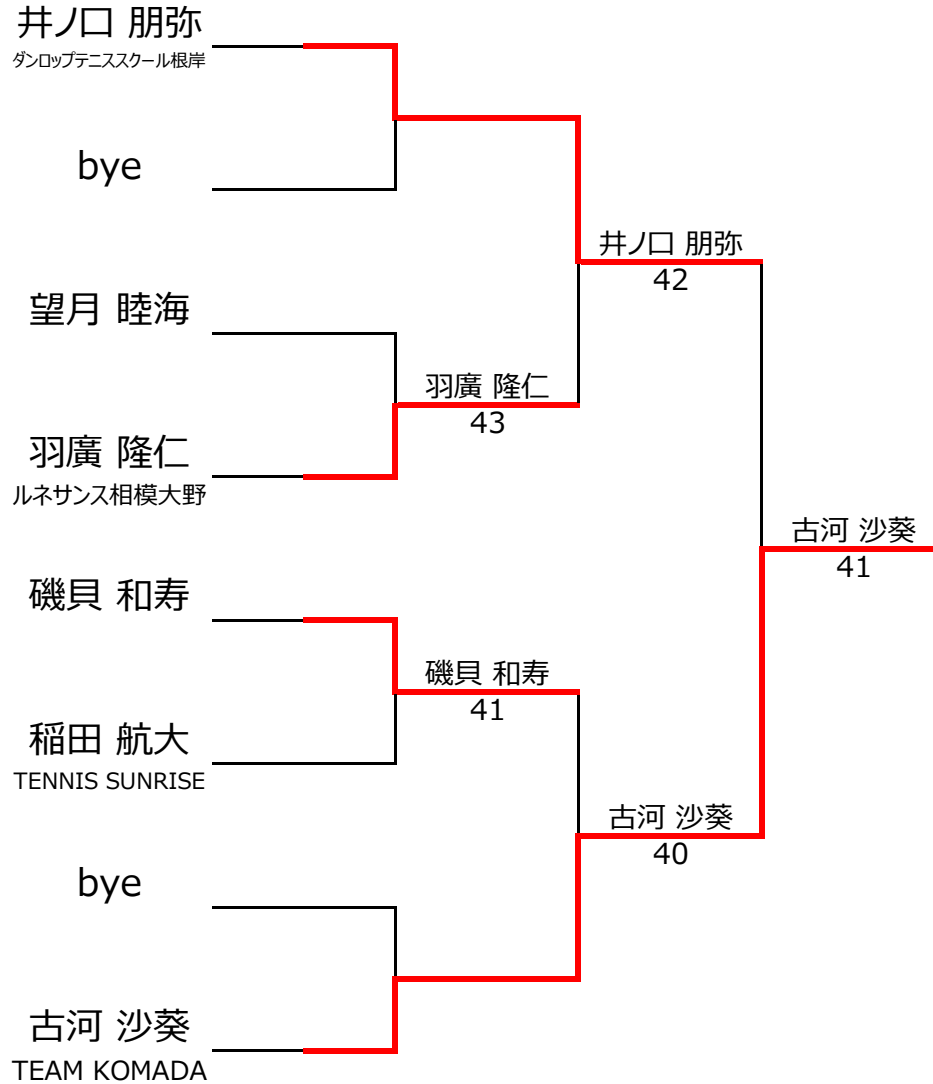 井ノ口 朋弥
ダンロップテニススクール根岸
bye
井ノ口 朋弥
42
望月 睦海
羽廣 隆仁
43
羽廣 隆仁
ルネサンス相模大野
古河 沙葵
41
磯貝 和寿
磯貝 和寿
41
稲田 航大
TENNIS SUNRISE
古河 沙葵
40
bye
古河 沙葵
TEAM KOMADA